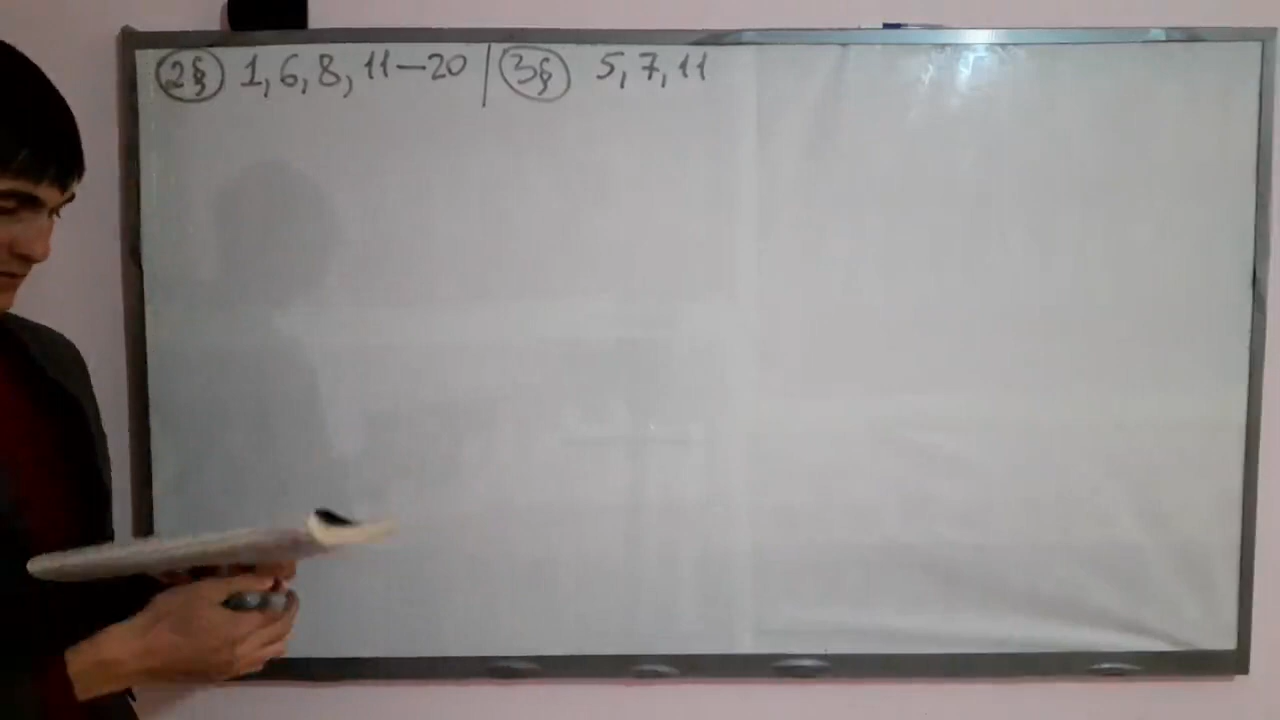 2§ 1, 6, 8, 11—20 | 3§ 5, 7, 11